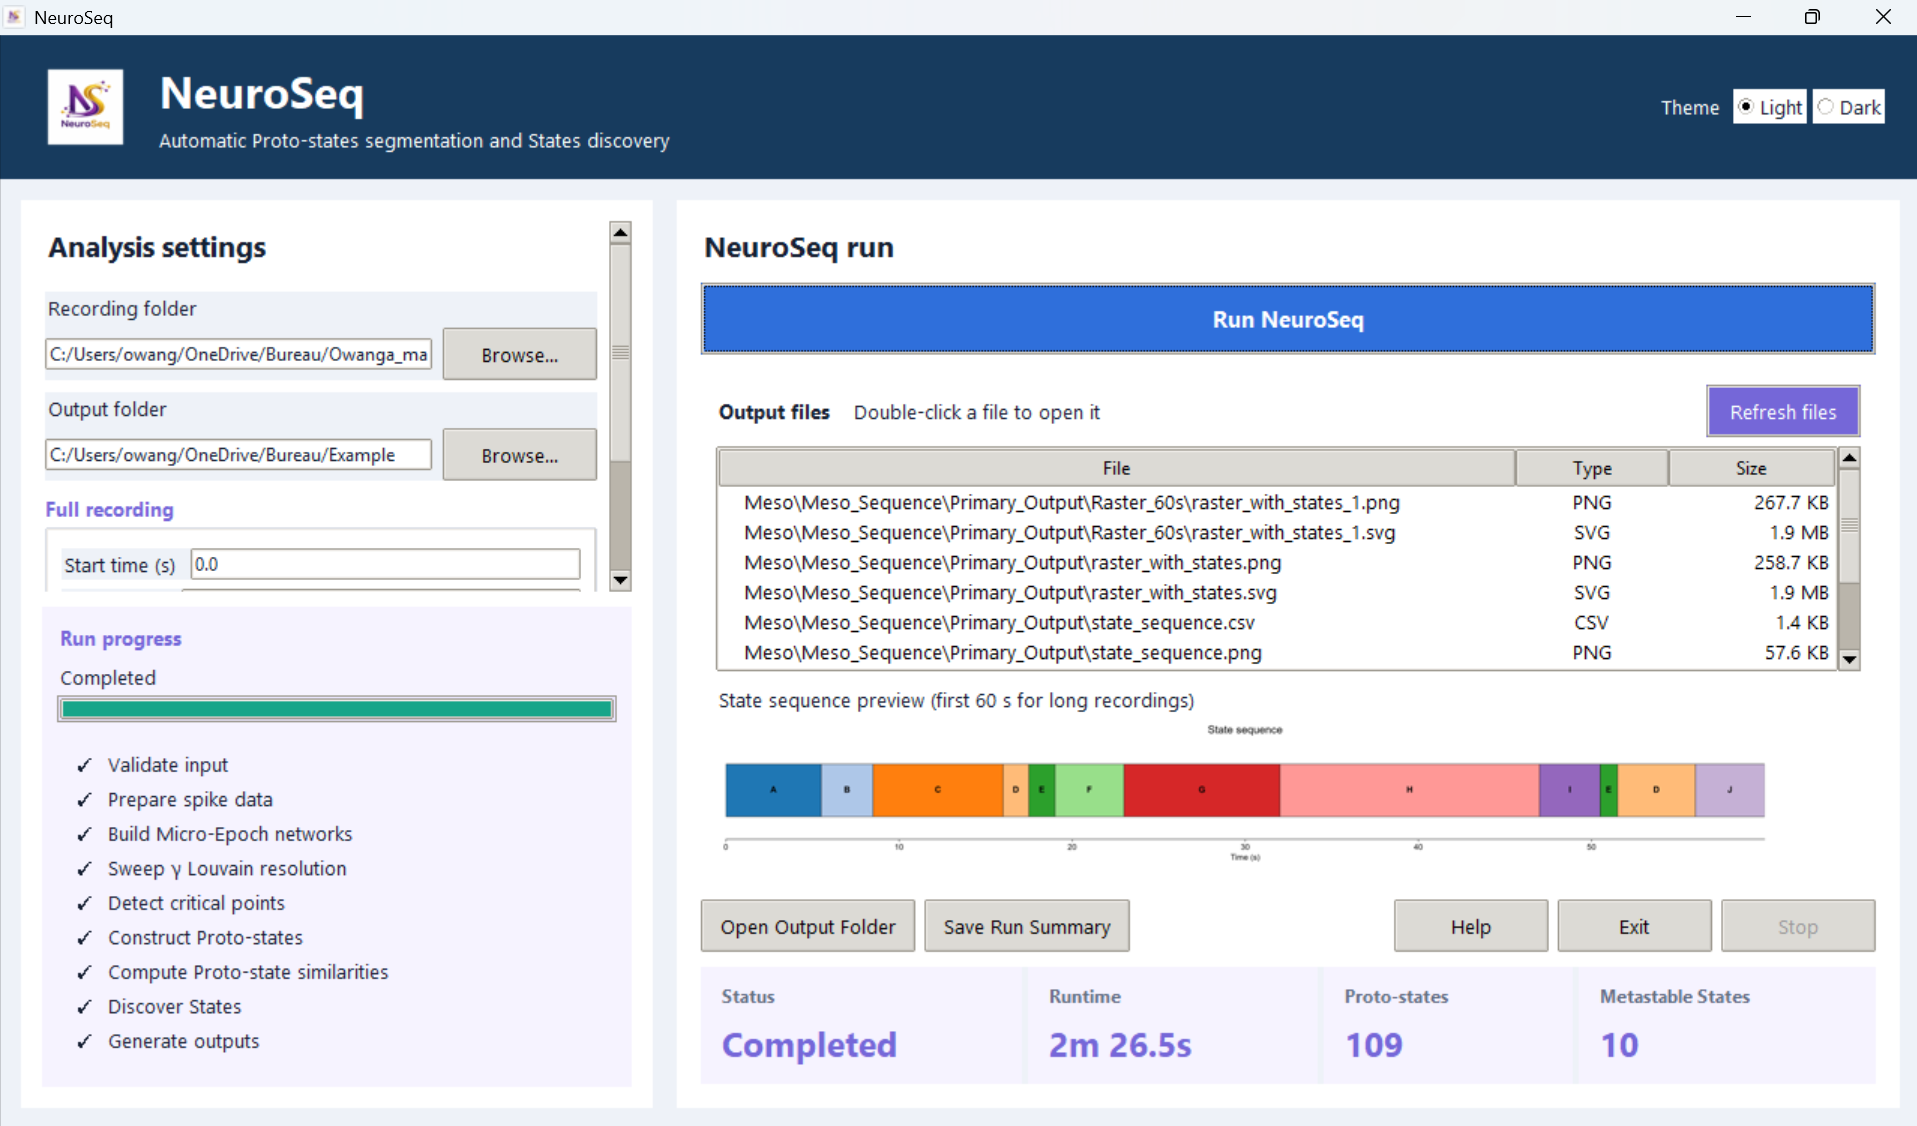 NeuroSeq
NeuroSeq
NeuroSeq
Automatic Proto-states segmentation and States discovery
Theme Light Dark
Analysis settings
Recording folder
C:/Users/owang/OneDrive/Bureau/Owanga_ma Browse...
Output folder
C:/Users/owang/OneDrive/Bureau/Example Browse...
Full recording
Start time (s) 0.0
Run progress
Completed
✓ Validate input
✓ Prepare spike data
✓ Build Micro-Epoch networks
✓ Sweep γ Louvain resolution
✓ Detect critical points
✓ Construct Proto-states
✓ Compute Proto-state similarities
✓ Discover States
✓ Generate outputs
NeuroSeq run
Run NeuroSeq
Output files Double-click a file to open it Refresh files
File Type Size
Meso\Meso_Sequence\Primary_Output\Raster_60s\raster_with_states_1.png PNG 267.7 KB
Meso\Meso_Sequence\Primary_Output\Raster_60s\raster_with_states_1.svg SVG 1.9 MB
Meso\Meso_Sequence\Primary_Output\raster_with_states.png PNG 258.7 KB
Meso\Meso_Sequence\Primary_Output\raster_with_states.svg SVG 1.9 MB
Meso\Meso_Sequence\Primary_Output\state_sequence.csv CSV 1.4 KB
Meso\Meso_Sequence\Primary_Output\state_sequence.png PNG 57.6 KB
State sequence preview (first 60 s for long recordings)
State sequence
A B C D E F G H I E D J
0 10 20 30 40 50
Time (s)
Open Output Folder Save Run Summary Help Exit Stop
Status Runtime Proto-states Metastable States
Completed 2m 26.5s 109 10